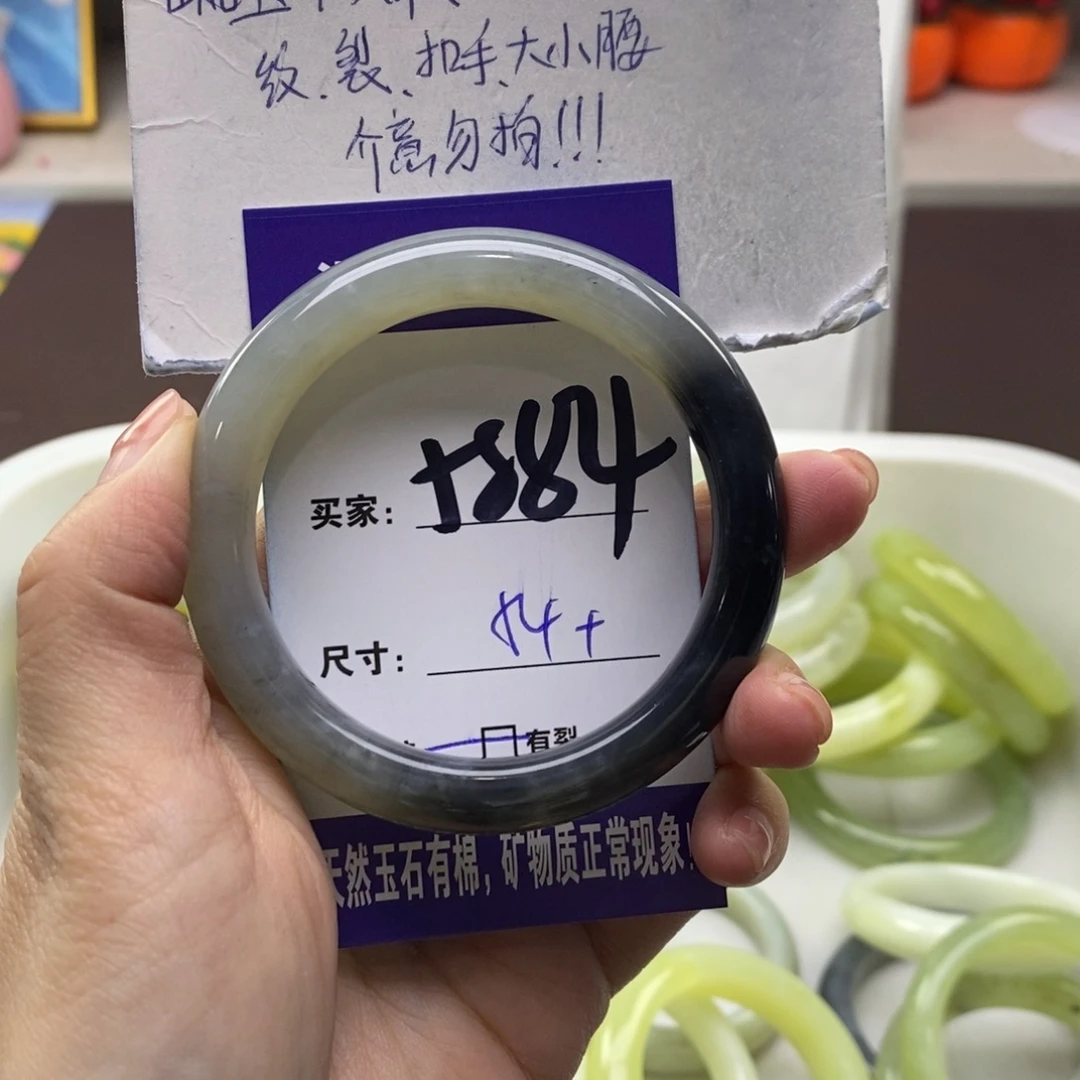 纹.裂、扣手、大小腰
介意勿拍!!!
买家:
尺寸: 54+
有裂
天然玉石有棉,矿物质正常现象!